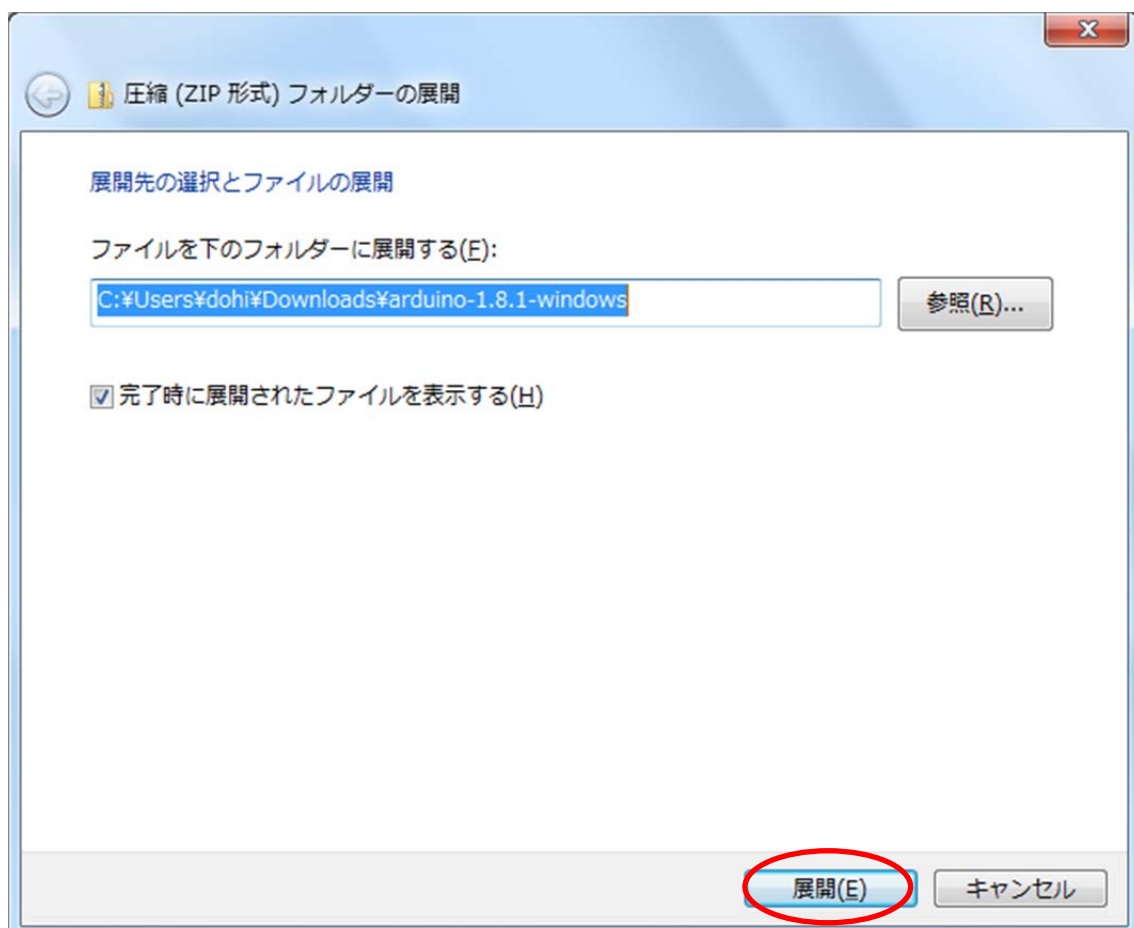 圧縮 (ZIP 形式) フォルダーの展開
展開先の選択とファイルの展開
ファイルを下のフォルダーに展開する(F):
C:¥Users¥dohi¥Downloads¥arduino-1.8.1-windows
参照(R)...
完了時に展開されたファイルを表示する(H)
展開(E) キャンセル